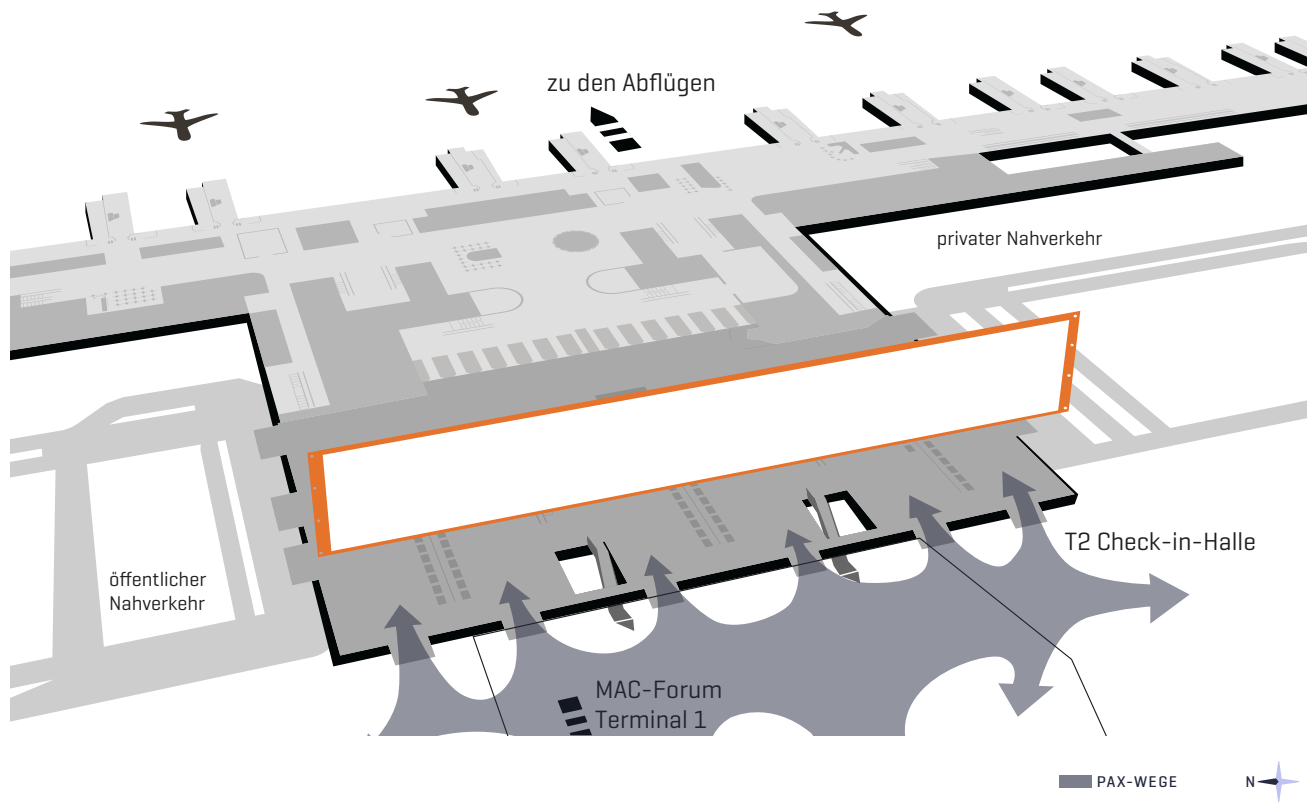 zu den Abflügen
privater Nahverkehr
T2 Check-in-Halle
öffentlicher
Nahverkehr
MAC-Forum
Terminal 1
PAX-WEGE
N